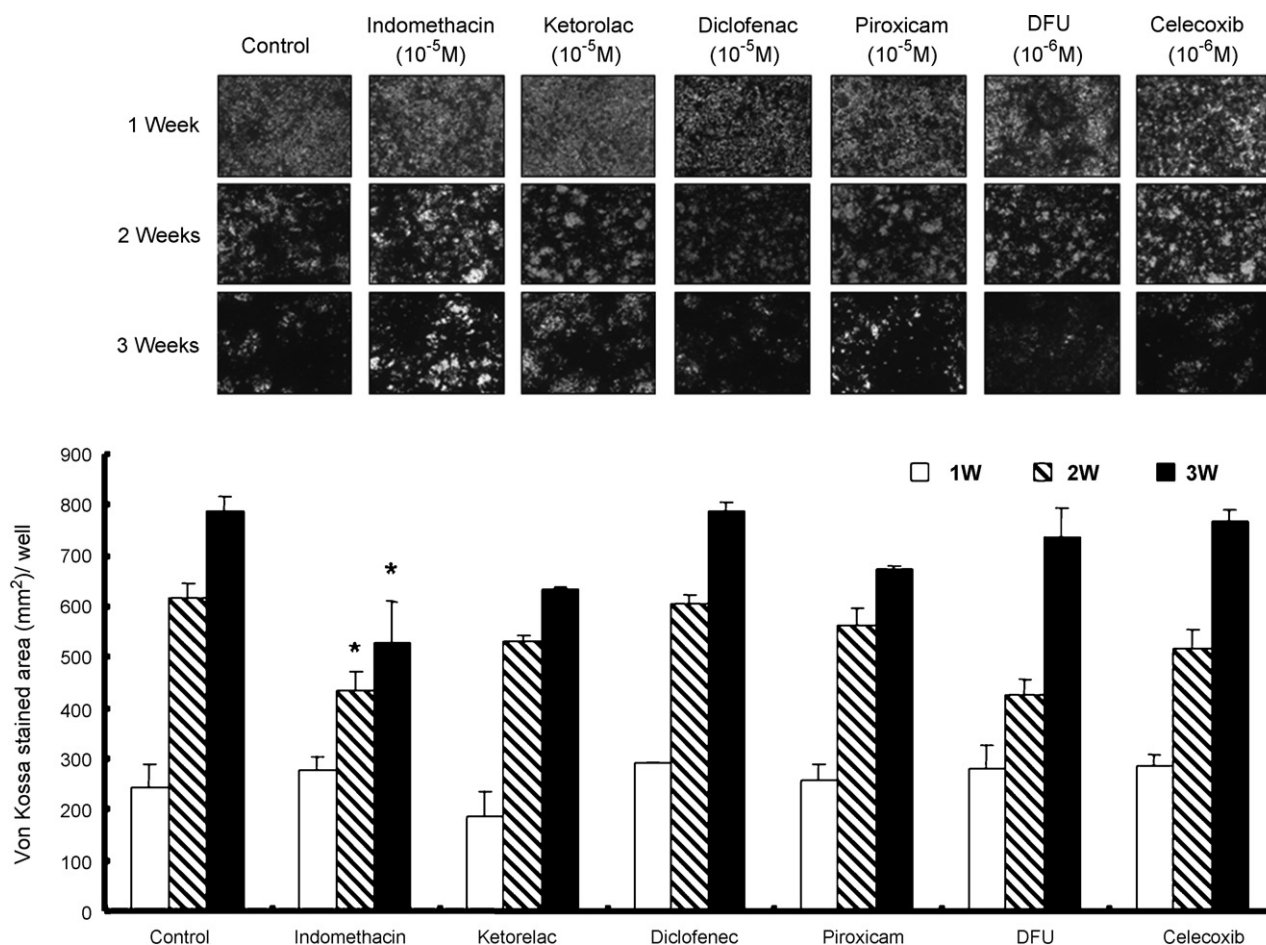 Control
Indomethacin
(10⁻⁵M)
Ketorolac
(10⁻⁵M)
Diclofenac
(10⁻⁵M)
Piroxicam
(10⁻⁵M)
DFU
(10⁻⁶M)
Celecoxib
(10⁻⁶M)
1 Week
2 Weeks
3 Weeks
Von Kossa stained area (mm²)/ well
900
800
700
600
500
400
300
200
100
0
1W
2W
3W
*
*
Control
Indomethacin
Ketorelac
Diclofenec
Piroxicam
DFU
Celecoxib